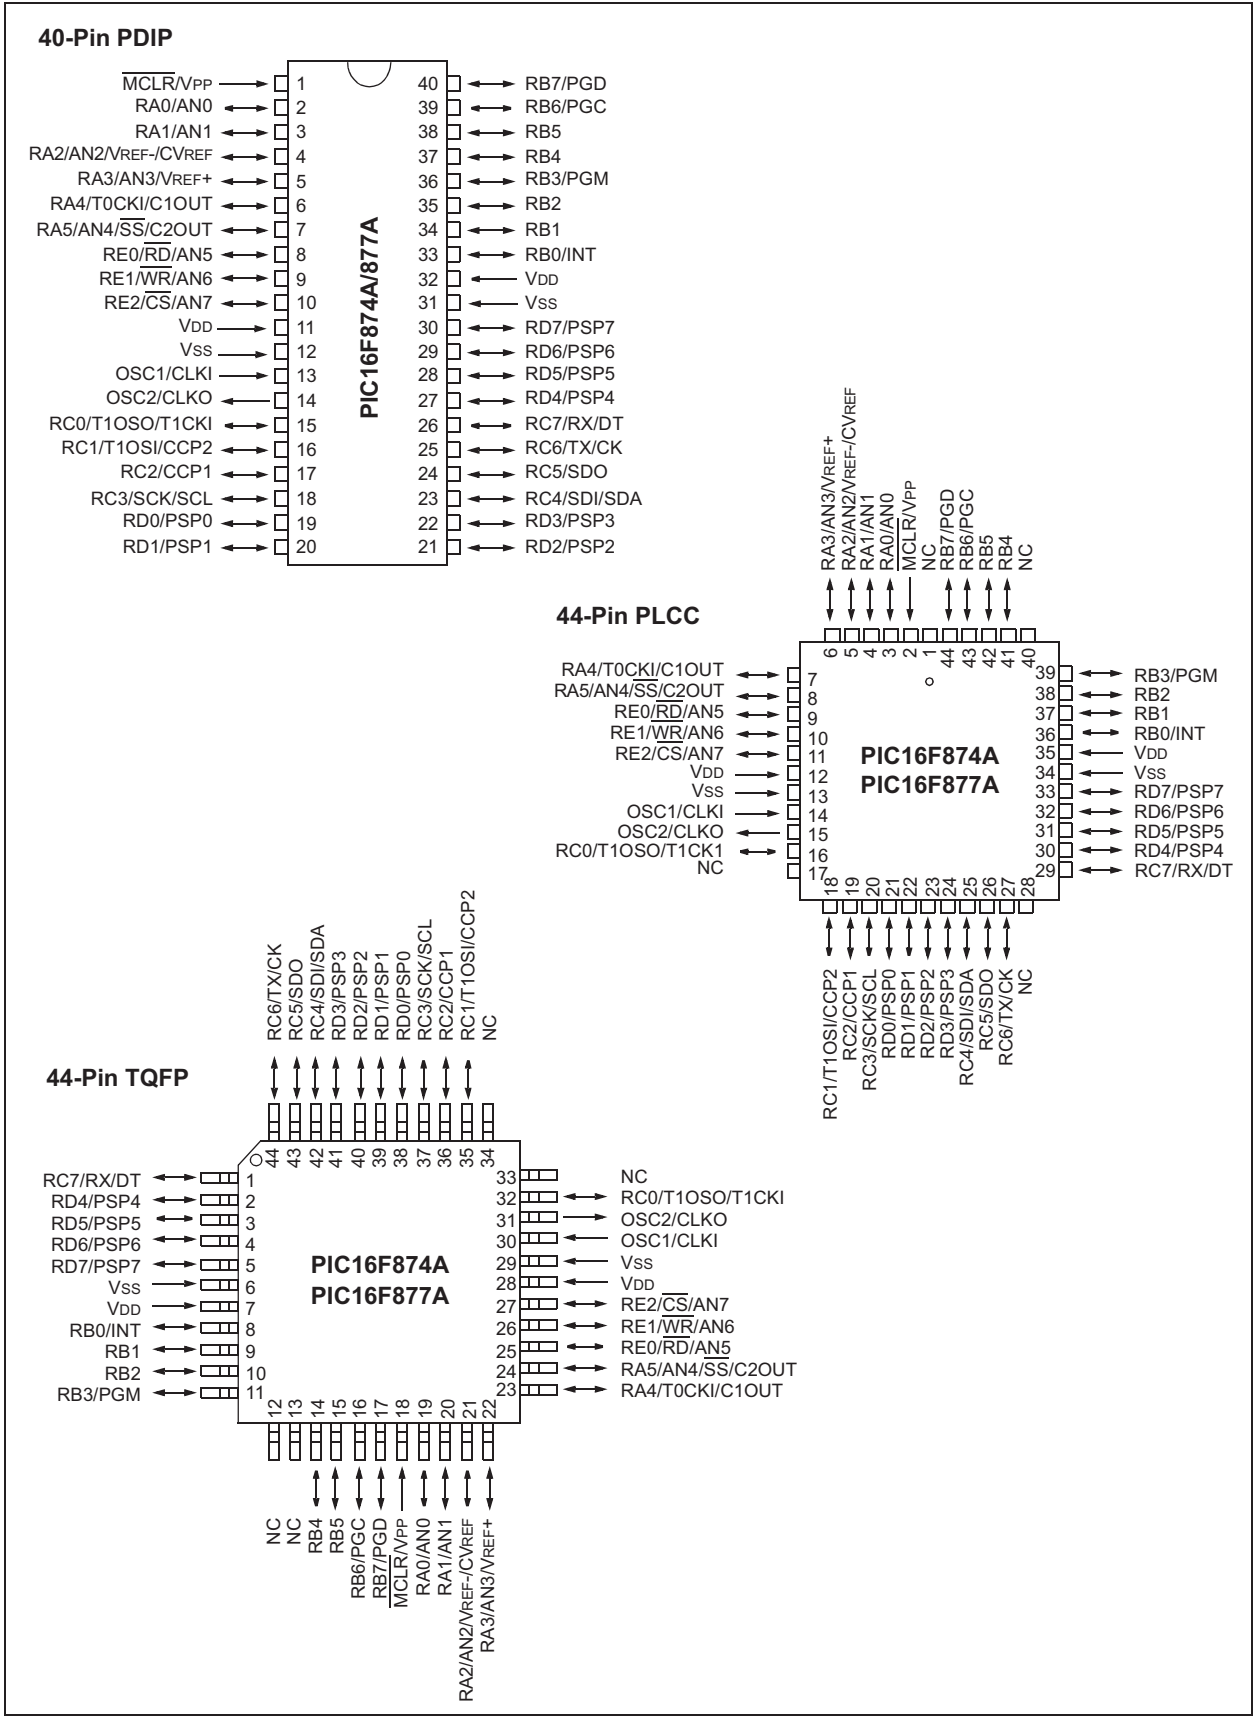 40-Pin PDIP
MCLR/VPP 1 40 RB7/PGD
RA0/AN0 2 39 RB6/PGC
RA1/AN1 3 38 RB5
RA2/AN2/VREF-/CVREF 4 37 RB4
RA3/AN3/VREF+ 5 36 RB3/PGM
RA4/T0CKI/C1OUT 6 35 RB2
RA5/AN4/SS/C2OUT 7 34 RB1
RE0/RD/AN5 8 33 RB0/INT
RE1/WR/AN6 9 32 VDD
RE2/CS/AN7 10 31 VSS
VDD 11 30 RD7/PSP7
VSS 12 29 RD6/PSP6
OSC1/CLKI 13 28 RD5/PSP5
OSC2/CLKO 14 27 RD4/PSP4
RC0/T1OSO/T1CKI 15 26 RC7/RX/DT
RC1/T1OSI/CCP2 16 25 RC6/TX/CK
RC2/CCP1 17 24 RC5/SDO
RC3/SCK/SCL 18 23 RC4/SDI/SDA
RD0/PSP0 19 22 RD3/PSP3
RD1/PSP1 20 21 RD2/PSP2
PIC16F874A/877A
44-Pin PLCC
RA3/AN3/VREF+
RA2/AN2/VREF-/CVREF
RA1/AN1
RA0/AN0
MCLR/VPP
NC
RB7/PGD
RB6/PGC
RB5
RB4
NC
6 5 4 3 2 1 44 43 42 41 40
RA4/T0CKI/C1OUT 7 39 RB3/PGM
RA5/AN4/SS/C2OUT 8 38 RB2
RE0/RD/AN5 9 37 RB1
RE1/WR/AN6 10 36 RB0/INT
RE2/CS/AN7 11 35 VDD
VDD 12 34 VSS
VSS 13 33 RD7/PSP7
OSC1/CLKI 14 32 RD6/PSP6
OSC2/CLKO 15 31 RD5/PSP5
RC0/T1OSO/T1CK1 16 30 RD4/PSP4
NC 17 29 RC7/RX/DT
PIC16F874A
PIC16F877A
18 19 20 21 22 23 24 25 26 27 28
RC1/T1OSI/CCP2
RC2/CCP1
RC3/SCK/SCL
RD0/PSP0
RD1/PSP1
RD2/PSP2
RD3/PSP3
RC4/SDI/SDA
RC5/SDO
RC6/TX/CK
NC
44-Pin TQFP
RC6/TX/CK
RC5/SDO
RC4/SDI/SDA
RD3/PSP3
RD2/PSP2
RD1/PSP1
RD0/PSP0
RC3/SCK/SCL
RC2/CCP1
RC1/T1OSI/CCP2
NC
44 43 42 41 40 39 38 37 36 35 34
RC7/RX/DT 1 33 NC
RD4/PSP4 2 32 RC0/T1OSO/T1CKI
RD5/PSP5 3 31 OSC2/CLKO
RD6/PSP6 4 30 OSC1/CLKI
RD7/PSP7 5 29 VSS
VSS 6 28 VDD
VDD 7 27 RE2/CS/AN7
RB0/INT 8 26 RE1/WR/AN6
RB1 9 25 RE0/RD/AN5
RB2 10 24 RA5/AN4/SS/C2OUT
RB3/PGM 11 23 RA4/T0CKI/C1OUT
PIC16F874A
PIC16F877A
12 13 14 15 16 17 18 19 20 21 22
NC
NC
RB4
RB5
RB6/PGC
RB7/PGD
MCLR/VPP
RA0/AN0
RA1/AN1
RA2/AN2/VREF-/CVREF
RA3/AN3/VREF+